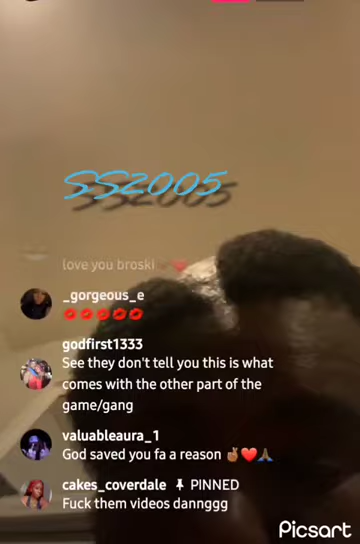 SS2005
love you broski
_gorgeous_e
💋💋💋💋💋
godfirst1333
See they don't tell you this is what
comes with the other part of the
game/gang
valuableaura_1
God saved you fa a reason ✌🏾❤️🙏🏾
cakes_coverdale 📌 PINNED
Fuck them videos dannggg
Picsart